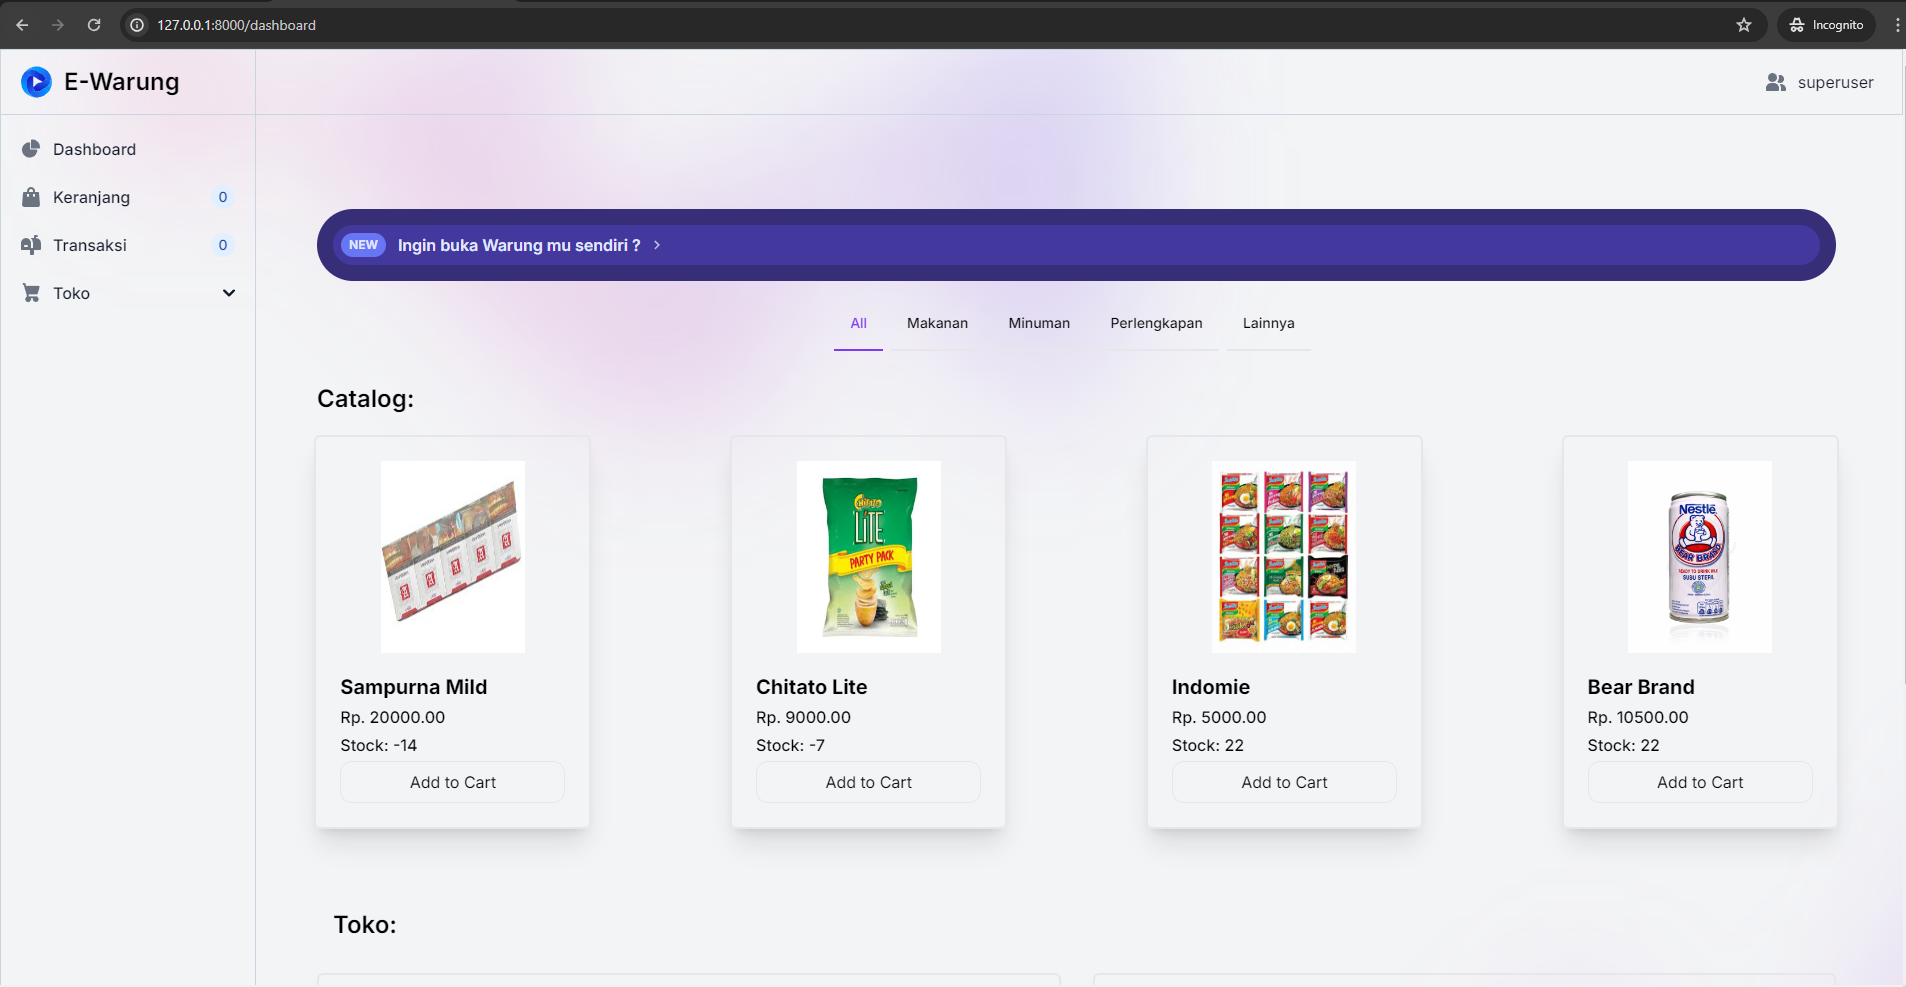 127.0.0.1:8000/dashboard
Incognito
E-Warung
superuser
Dashboard
Keranjang 0
Transaksi 0
Toko
NEW Ingin buka Warung mu sendiri ?
All Makanan Minuman Perlengkapan Lainnya
Catalog:
CHITATO
LITE
PARTY PACK
Nestlé
BEAR BRAND
READY TO DRINK MILK
SUSU STERIL
Sampurna Mild Chitato Lite Indomie Bear Brand
Rp. 20000.00 Rp. 9000.00 Rp. 5000.00 Rp. 10500.00
Stock: -14 Stock: -7 Stock: 22 Stock: 22
Add to Cart Add to Cart Add to Cart Add to Cart
Toko: